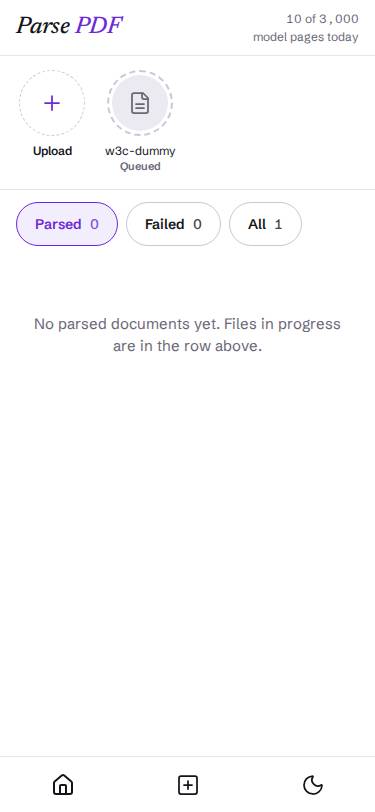 Parse PDF
10 of 3,000
model pages today
Upload
w3c-dummy
Queued
Parsed 0
Failed 0
All 1
No parsed documents yet. Files in progress
are in the row above.